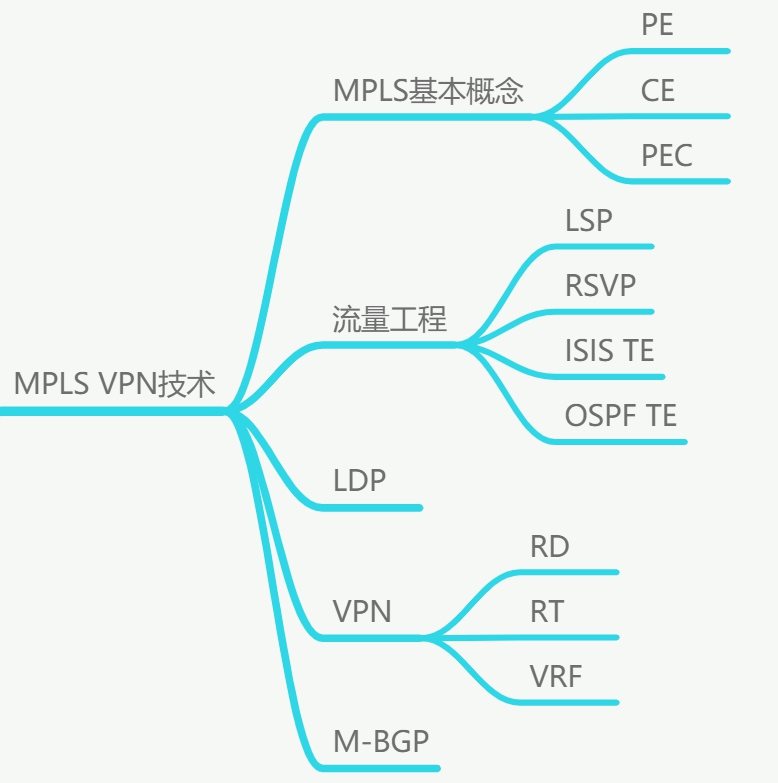 PE
MPLS基本概念
CE
PEC
LSP
RSVP
流量工程
ISIS TE
MPLS VPN技术
OSPF TE
LDP
RD
VPN
RT
VRF
M-BGP